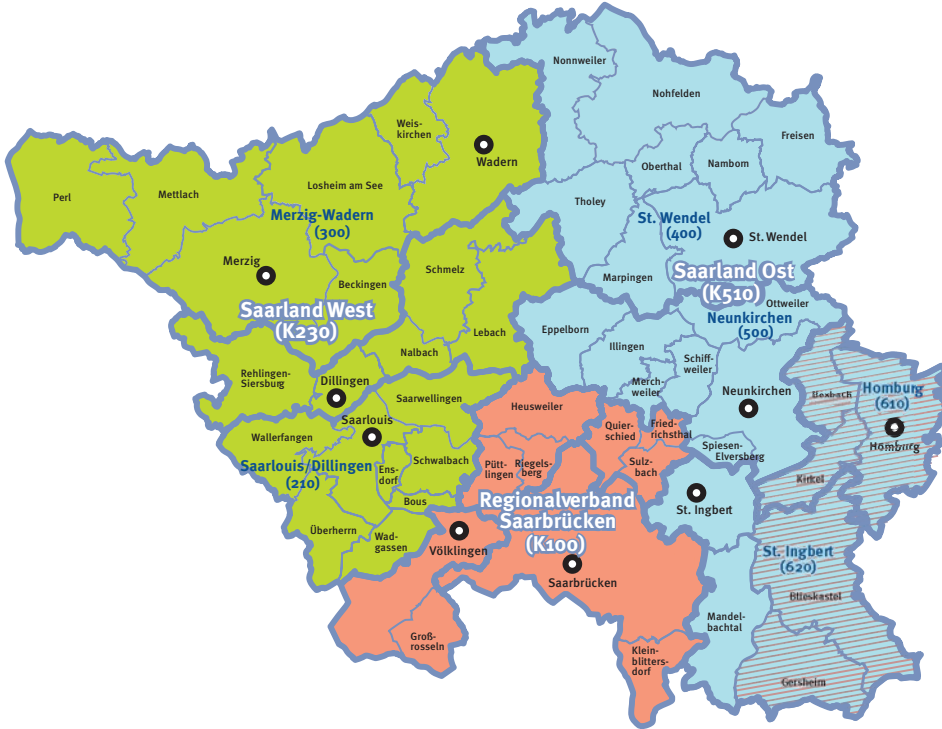 Nonnweiler
Nohfelden
Weis-
kirchen
Freisen
Wadern
Oberthal
Nambom
Losheim am See
Mettlach
Perl
Tholey
Merzig-Wadern
(300)
St. Wendel
(400)
St. Wendel
Merzig
Schmelz
Marpingen
Saarland Ost
(K510)
Beckingen
Ottweiler
Saarland West
(K230)
Neunkirchen
(500)
Lebach
Eppelborn
Illingen
Nalbach
Schiff-
weiler
Rehlingen-
Siersburg
Dillingen
Merch-
weiler
Neunkirchen
Bexbach
Homburg
(610)
Saarwellingen
Heusweiler
Saarlouis
Quier-
schied
Fried-
richsthal
Homburg
Wallerfangen
Spiesen-
Elversberg
Schwalbach
Saarlouis/Dillingen
(210)
Ens-
dorf
Pütt-
lingen
Riegels-
berg
Sulz-
bach
Kirkel
Bous
Regionalverband
Saarbrücken
(K100)
St. Ingbert
Überherrn
Wad-
gassen
Völklingen
St. Ingbert
(620)
Saarbrücken
Blieskastel
Mandel-
bachtal
Groß-
rosseln
Klein-
blitters-
dorf
Gersheim